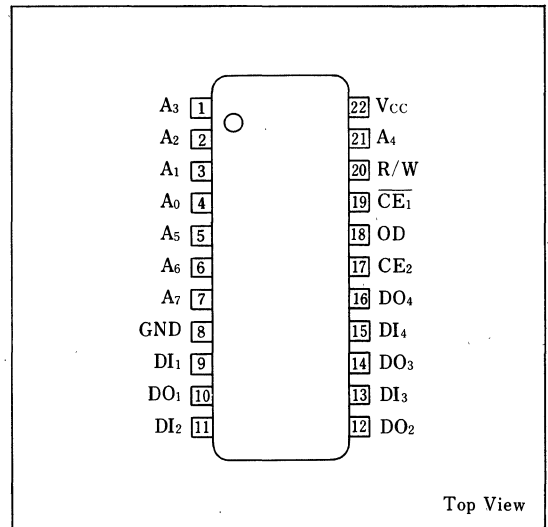 A₃ 1 22 Vcc
A₂ 2 21 A₄
A₁ 3 20 R/W
A₀ 4 19 C̅E̅₁
A₅ 5 18 OD
A₆ 6 17 CE₂
A₇ 7 16 DO₄
GND 8 15 DI₄
DI₁ 9 14 DO₃
DO₁ 10 13 DI₃
DI₂ 11 12 DO₂
Top View